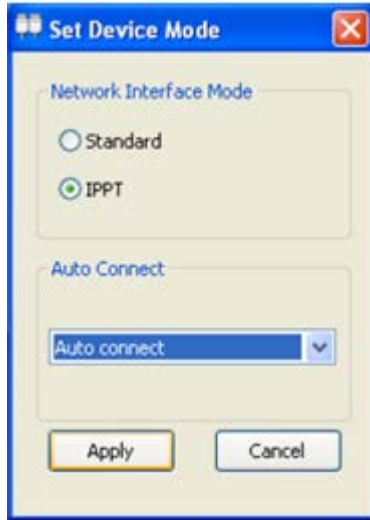 Set Device Mode
Network Interface Mode
Standard
IPPT
Auto Connect
Auto connect
Apply Cancel